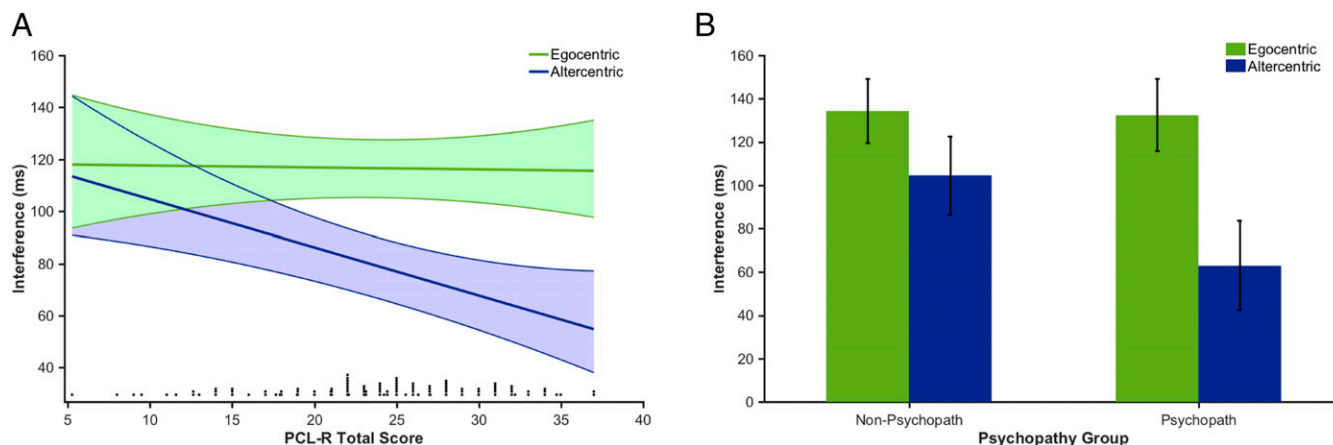 A
160
140
120
100
80
60
40
Interference (ms)
5 10 15 20 25 30 35 40
PCL-R Total Score
Egocentric
Altercentric
B
160
140
120
100
80
60
40
20
0
Interference (ms)
Non-Psychopath Psychopath
Psychopathy Group
Egocentric
Altercentric